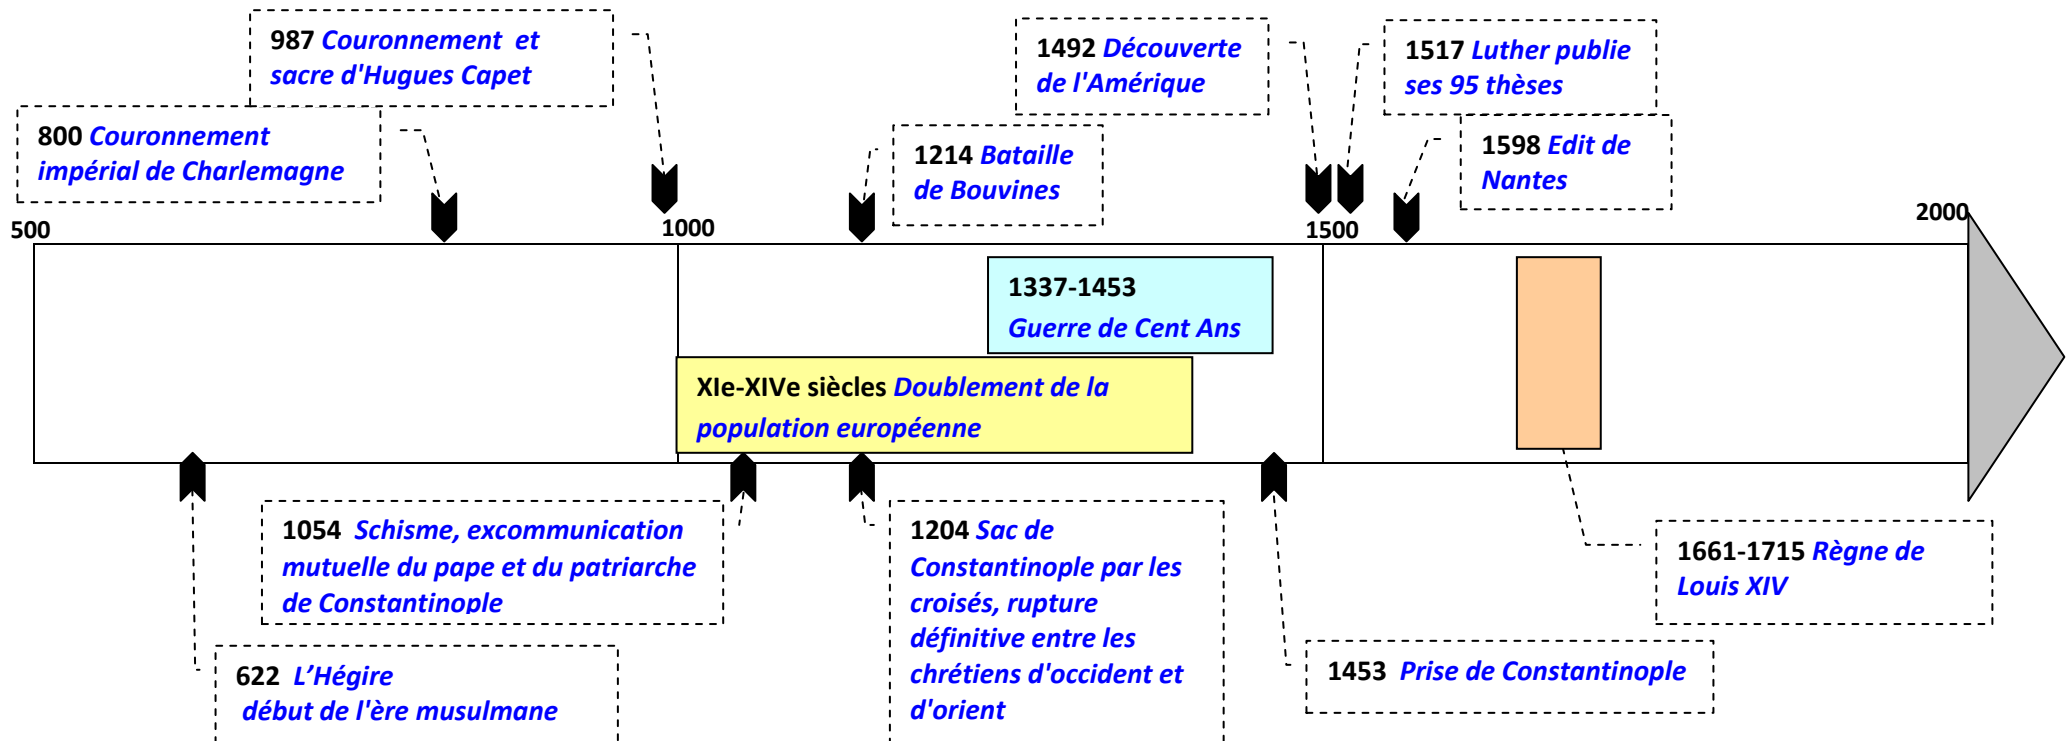 987 Couronnement et
sacre d'Hugues Capet
1492 Découverte
de l'Amérique
1517 Luther publie
ses 95 thèses
800 Couronnement
impérial de Charlemagne
1214 Bataille
de Bouvines
1598 Edit de
Nantes
500
1000
1500
2000
1337-1453
Guerre de Cent Ans
XIe-XIVe siècles Doublement de la
population européenne
1054 Schisme, excommunication
mutuelle du pape et du patriarche
de Constantinople
1204 Sac de
Constantinople par les
croisés, rupture
définitive entre les
chrétiens d'occident et
d'orient
1661-1715 Règne de
Louis XIV
622 L’Hégire
début de l'ère musulmane
1453 Prise de Constantinople